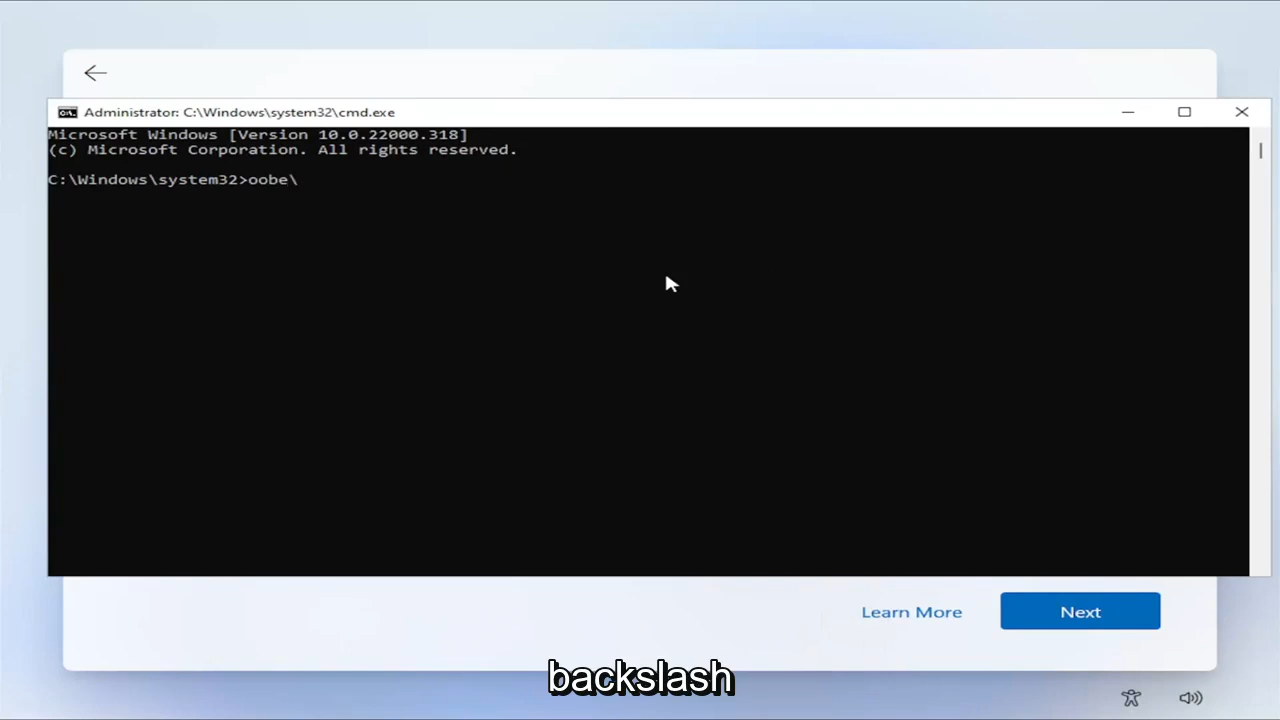 Administrator: C:\Windows\system32\cmd.exe
Microsoft Windows [Version 10.0.22000.318]
(c) Microsoft Corporation. All rights reserved.
C:\Windows\system32>oobe\
Learn More
Next
backslash